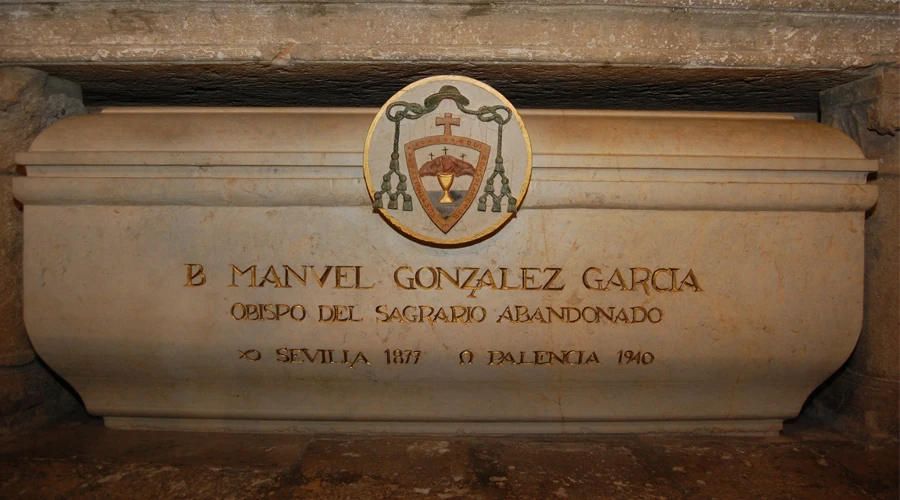 B MANVEL GONZALEZ GARCIA
OBISPO DEL SAGRARIO ABANDONADO
SEVILLA 1877 PALENCIA 1940